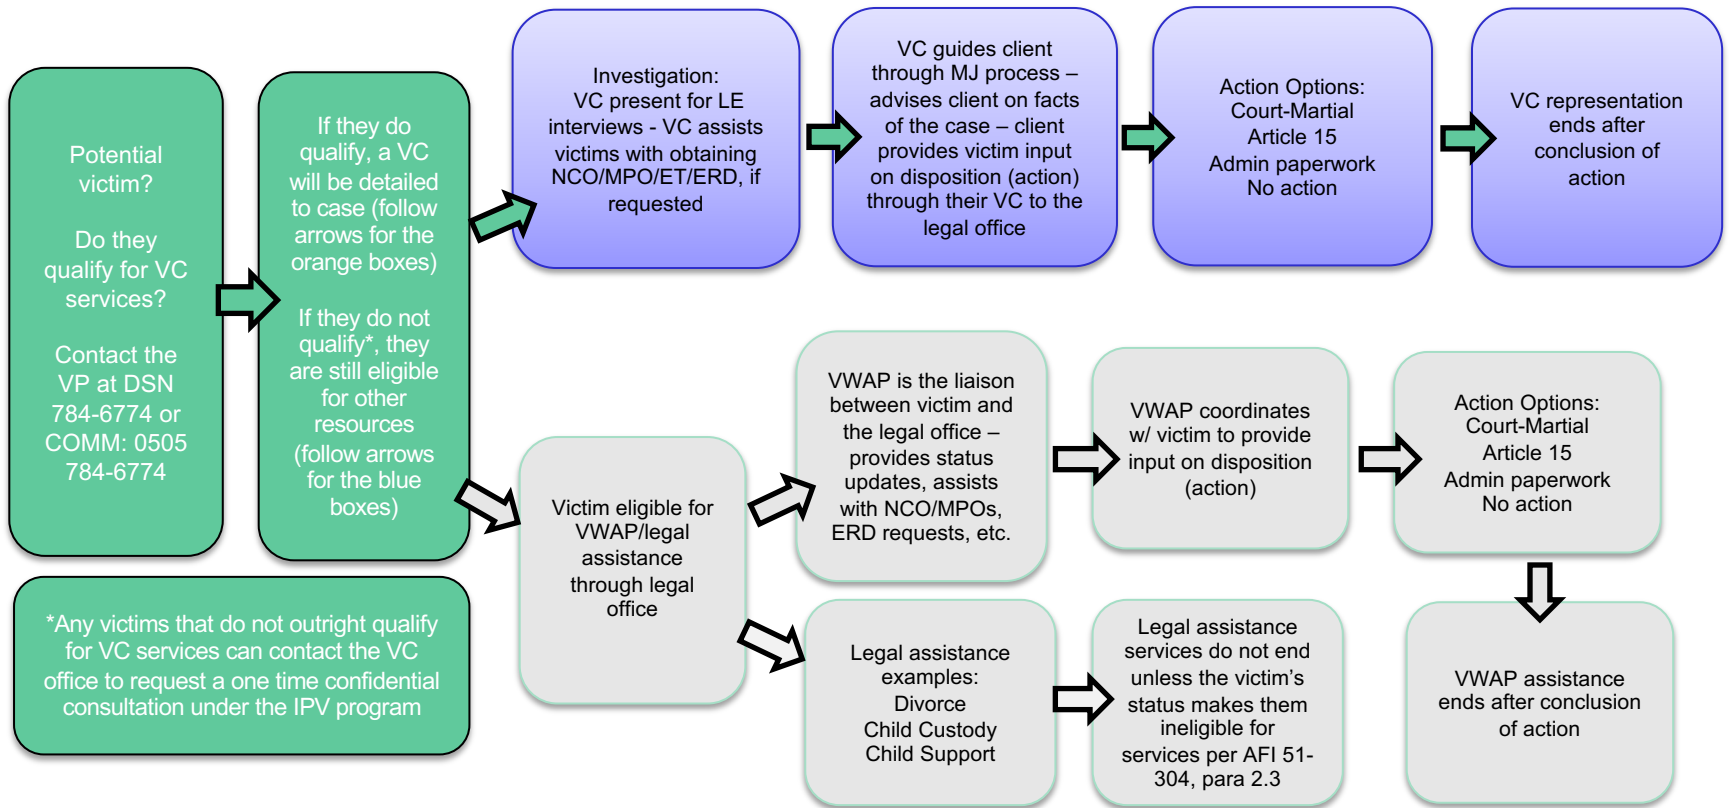 Potential
victim?
Do they
qualify for VC
services?
Contact the
VP at DSN
784-6774 or
COMM: 0505
784-6774
If they do
qualify, a VC
will be detailed
to case (follow
arrows for the
orange boxes)
If they do not
qualify*, they
are still eligible
for other
resources
(follow arrows
for the blue
boxes)
*Any victims that do not outright qualify
for VC services can contact the VC
office to request a one time confidential
consultation under the IPV program
Investigation:
VC present for LE
interviews - VC assists
victims with obtaining
NCO/MPO/ET/ERD, if
requested
VC guides client
through MJ process –
advises client on facts
of the case – client
provides victim input
on disposition (action)
through their VC to the
legal office
Action Options:
Court-Martial
Article 15
Admin paperwork
No action
VC representation
ends after
conclusion of
action
Victim eligible for
VWAP/legal
assistance
through legal
office
VWAP is the liaison
between victim and
the legal office –
provides status
updates, assists
with NCO/MPOs,
ERD requests, etc.
VWAP coordinates
w/ victim to provide
input on disposition
(action)
Action Options:
Court-Martial
Article 15
Admin paperwork
No action
VWAP assistance
ends after conclusion
of action
Legal assistance
examples:
Divorce
Child Custody
Child Support
Legal assistance
services do not end
unless the victim's
status makes them
ineligible for
services per AFI 51-
304, para 2.3